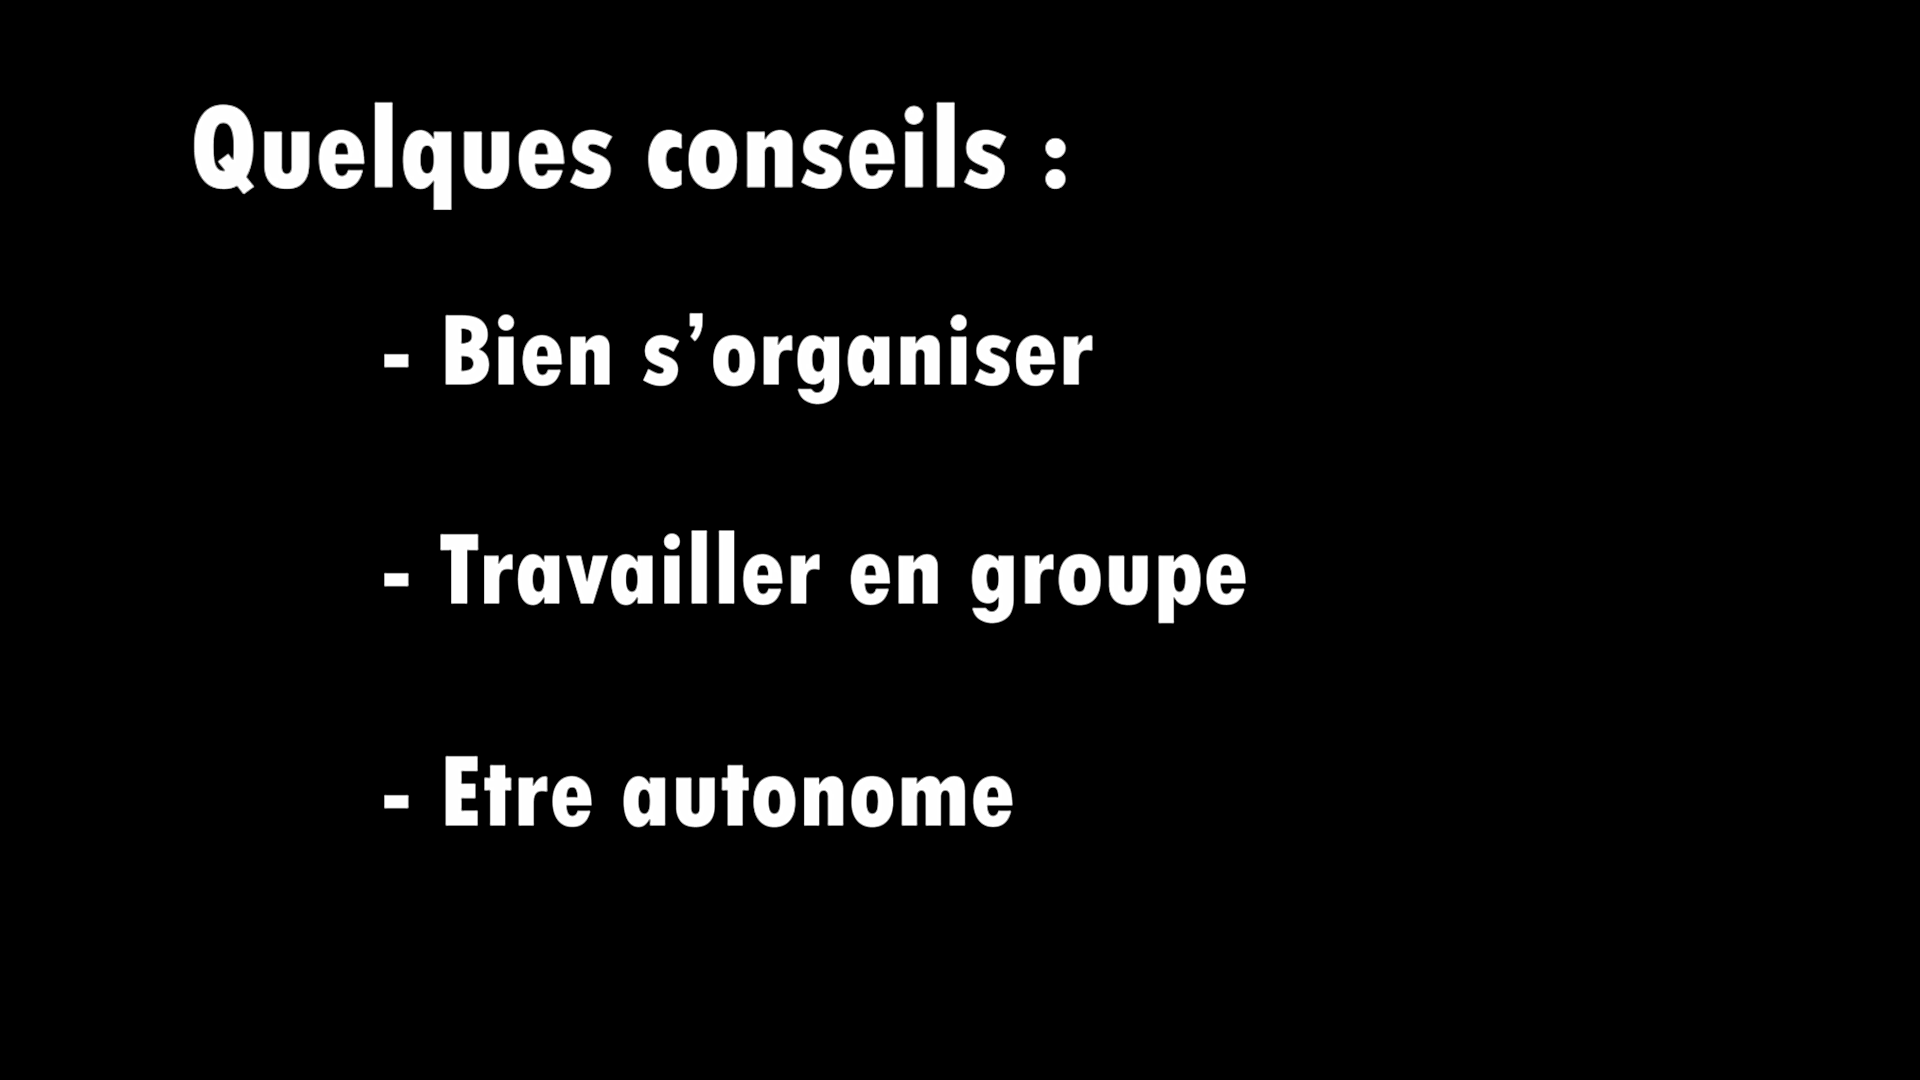 Quelques conseils :
- Bien s’organiser
- Travailler en groupe
- Etre autonome